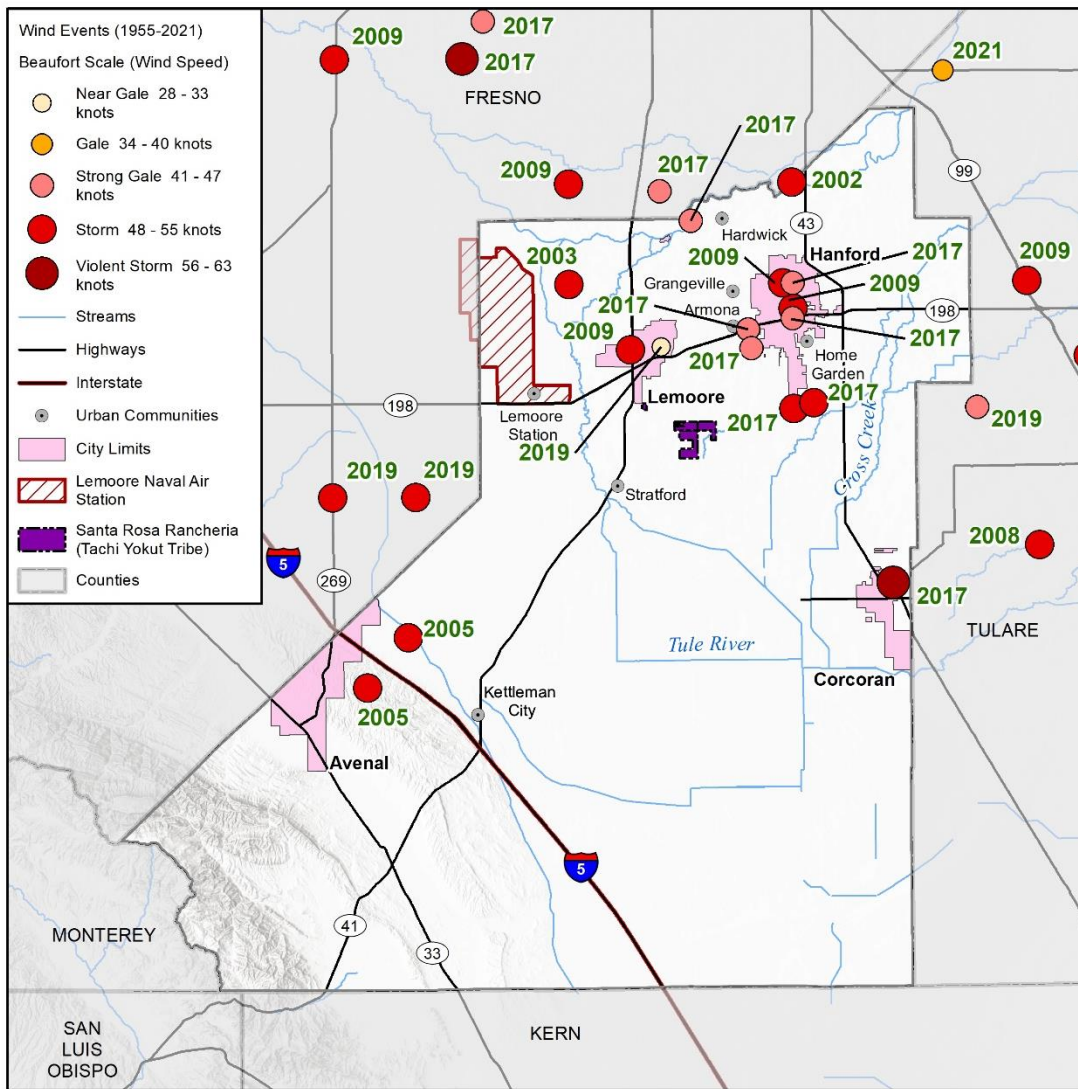 Wind Events (1955-2021)
Beaufort Scale (Wind Speed)
Near Gale 28 - 33
knots
Gale 34 - 40 knots
Strong Gale 41 - 47
knots
Storm 48 - 55 knots
Violent Storm 56 - 63
knots
Streams
Highways
Interstate
Urban Communities
City Limits
Lemoore Naval Air
Station
Santa Rosa Rancheria
(Tachi Yokut Tribe)
Counties
2017
2009
2017
2021
FRESNO
2017
2017
2009
2002
99
43
Hardwick
Hanford
2003
2009
2017
2009
Grangeville
2009
2017
Armona
198
2009
2017
2017
Home
Garden
198
Lemoore
Station
Lemoore
2017
2017
2019
2019
Cross Creek
2019
2019
Stratford
5
269
2008
2017
TULARE
2005
Tule River
Corcoran
2005
Kettleman
City
Avenal
5
41
33
MONTEREY
KERN
SAN
LUIS
OBISPO